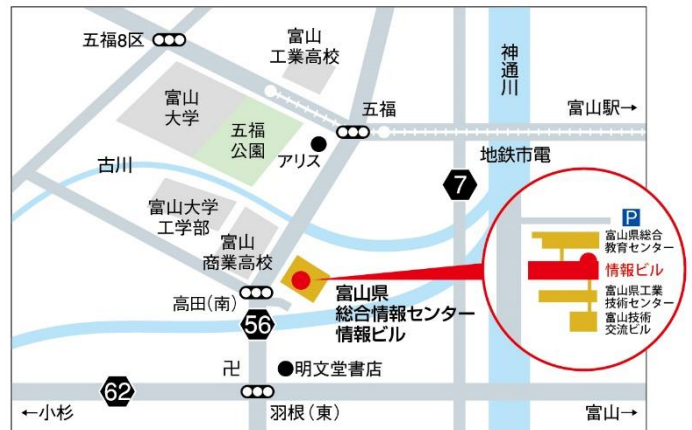 五福8区
富山
工業高校
神通川
富山
大学
五福
公園
五福
富山駅→
アリス
地鉄市電
古川
7
富山大学
工学部
富山
商業高校
P
富山県総合
教育センター
情報ビル
富山県工業
技術センター
富山技術
交流ビル
高田(南)
富山県
総合情報センター
情報ビル
56
卍
●明文堂書店
62
←小杉
羽根(東)
富山→